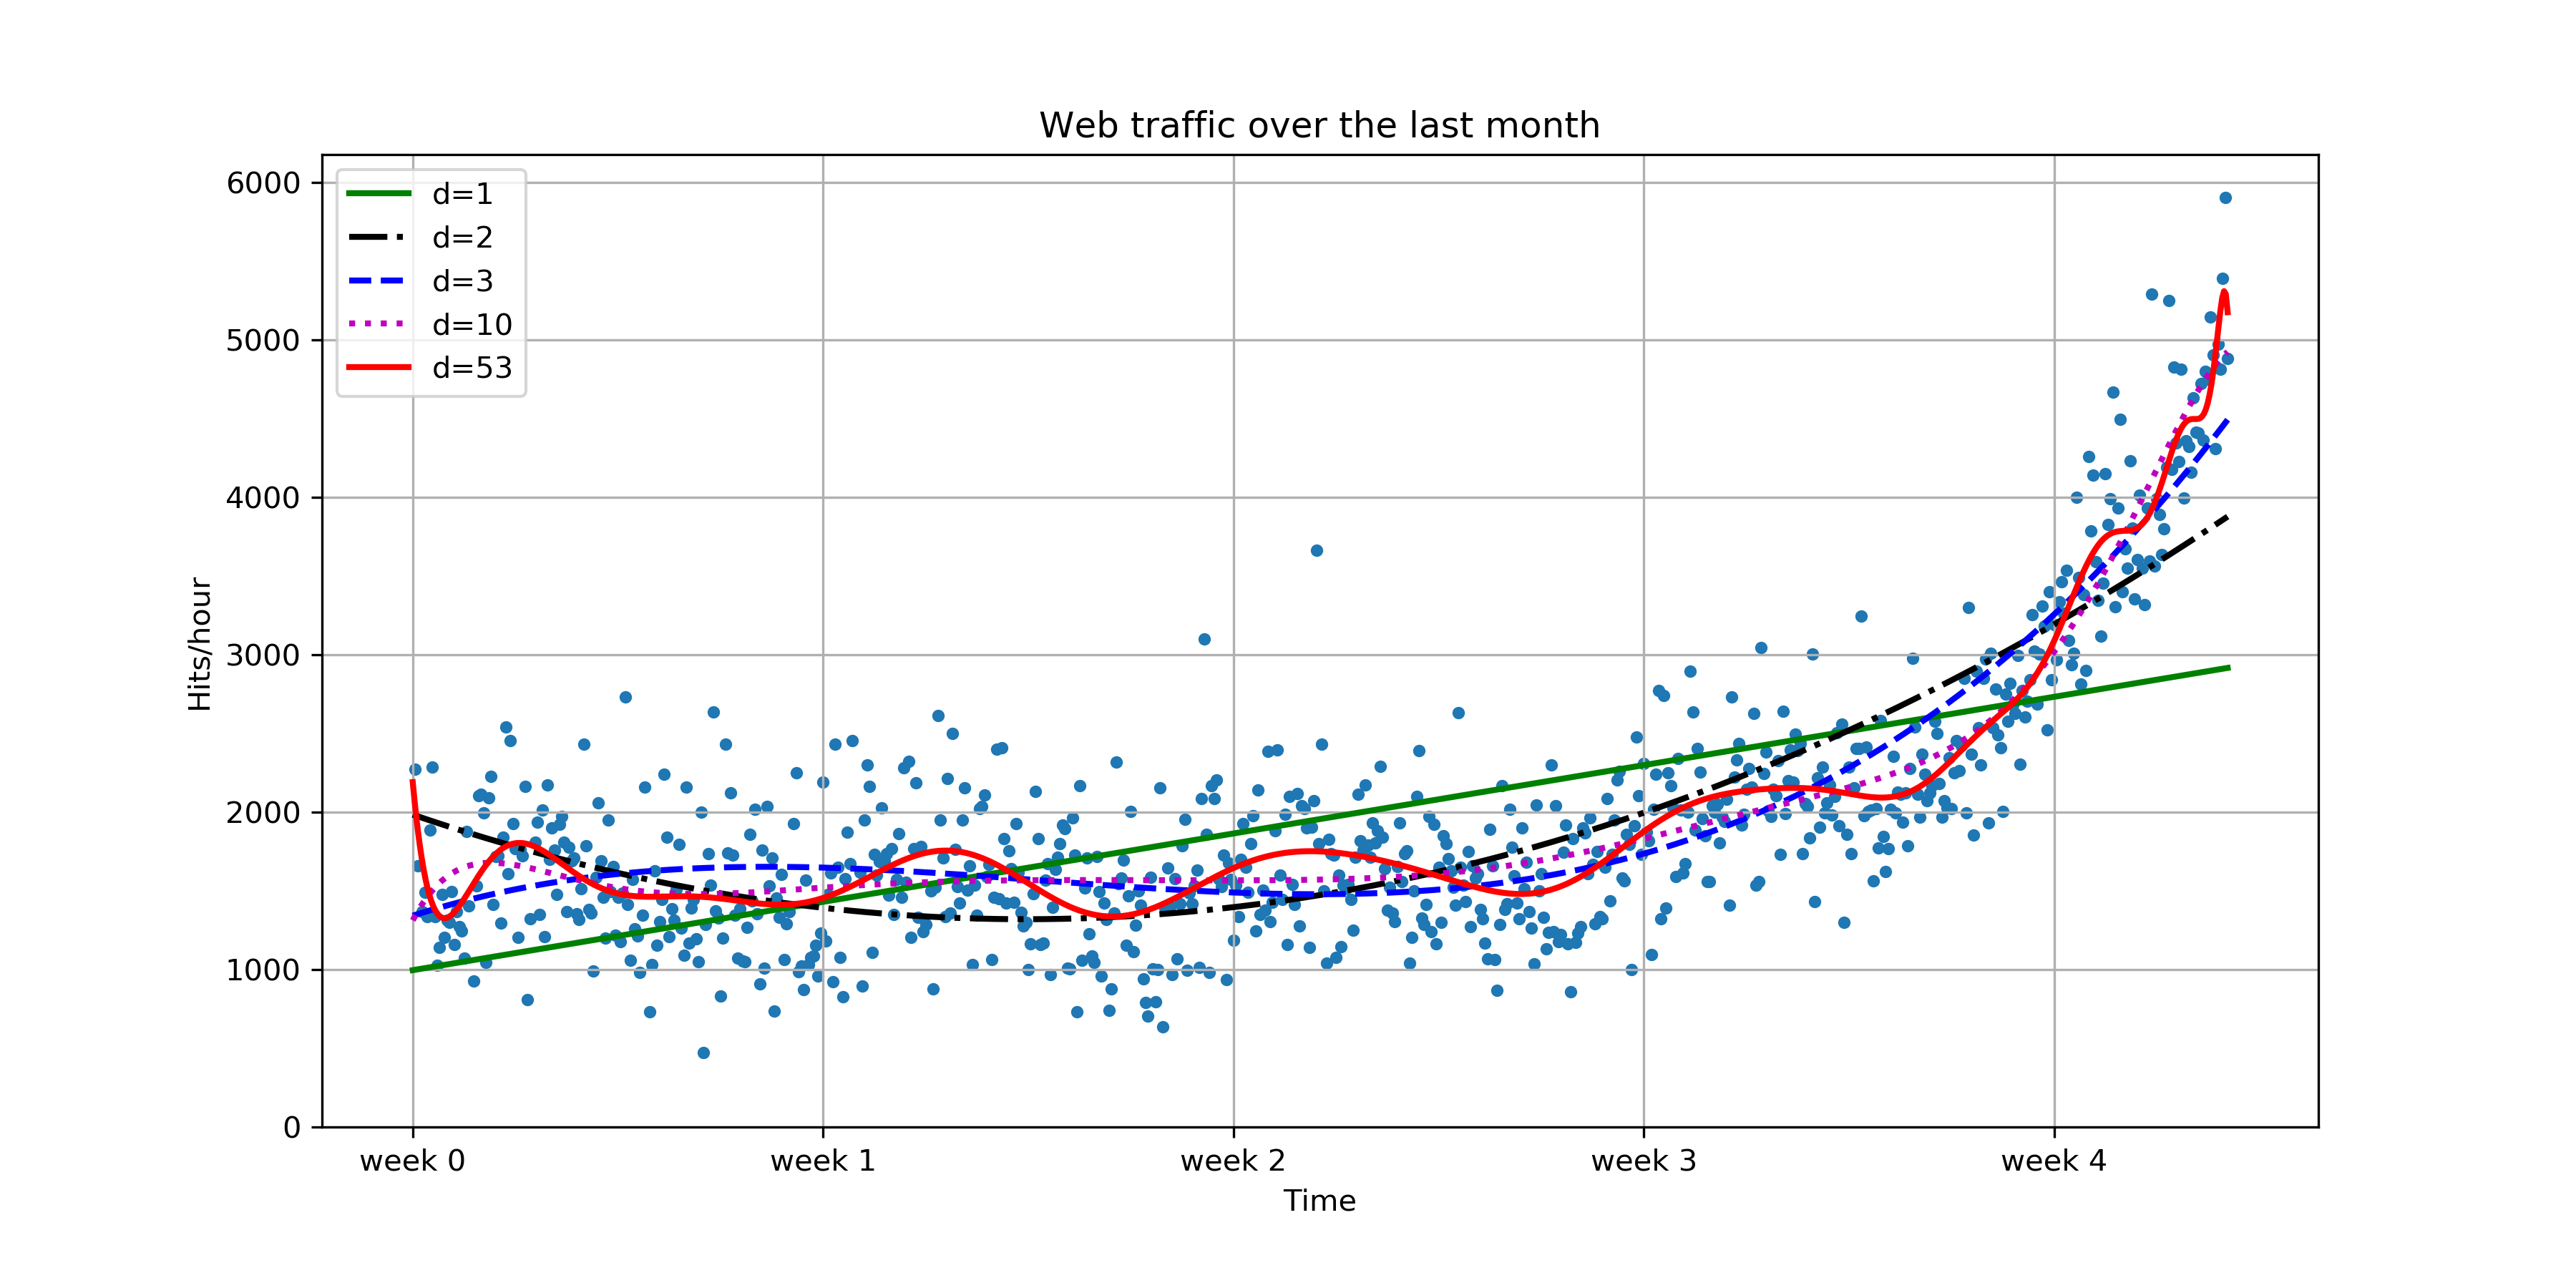 Web traffic over the last month
6000
5000
4000
3000
2000
1000
0
Hits/hour
d=1
d=2
d=3
d=10
d=53
week 0
week 1
week 2
week 3
week 4
Time